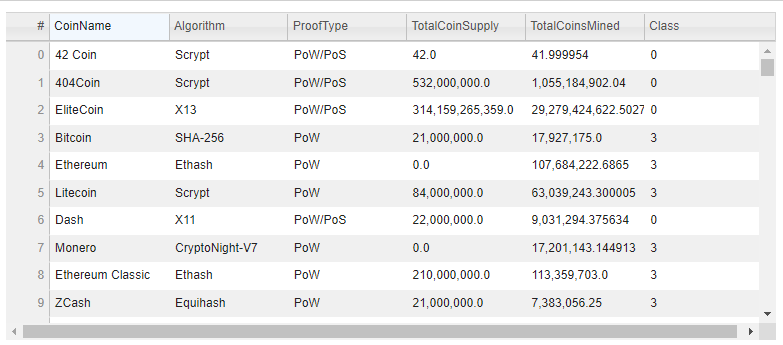 # CoinName Algorithm ProofType TotalCoinSupply TotalCoinsMined Class
0 42 Coin Scrypt PoW/PoS 42.0 41.999954 0
1 404Coin Scrypt PoW/PoS 532,000,000.0 1,055,184,902.04 0
2 EliteCoin X13 PoW/PoS 314,159,265,359.0 29,279,424,622.5027 0
3 Bitcoin SHA-256 PoW 21,000,000.0 17,927,175.0 3
4 Ethereum Ethash PoW 0.0 107,684,222.6865 3
5 Litecoin Scrypt PoW 84,000,000.0 63,039,243.300005 3
6 Dash X11 PoW/PoS 22,000,000.0 9,031,294.375634 0
7 Monero CryptoNight-V7 PoW 0.0 17,201,143.144913 3
8 Ethereum Classic Ethash PoW 210,000,000.0 113,359,703.0 3
9 ZCash Equihash PoW 21,000,000.0 7,383,056.25 3